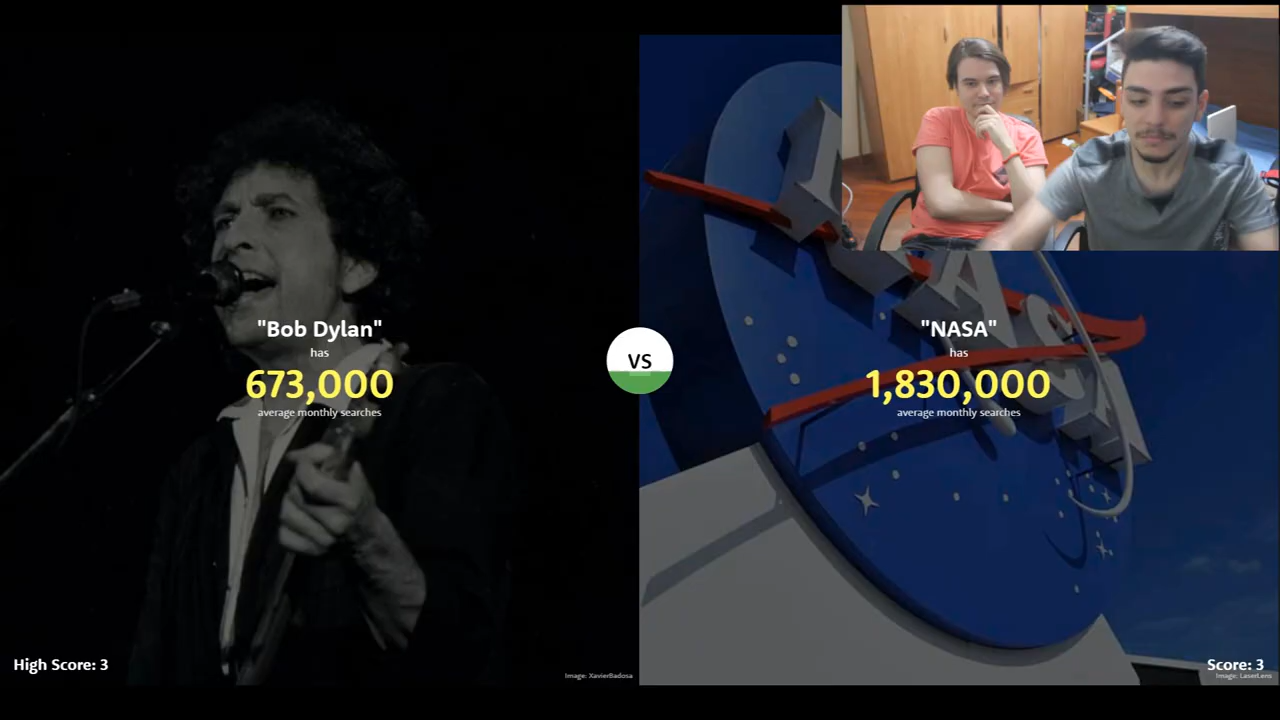 "Bob Dylan"
has
673,000
average monthly searches
VS
"NASA"
has
1,830,000
average monthly searches
High Score: 3
Image: XavierBadosa
Score: 3
Image: LaserLens
NASA